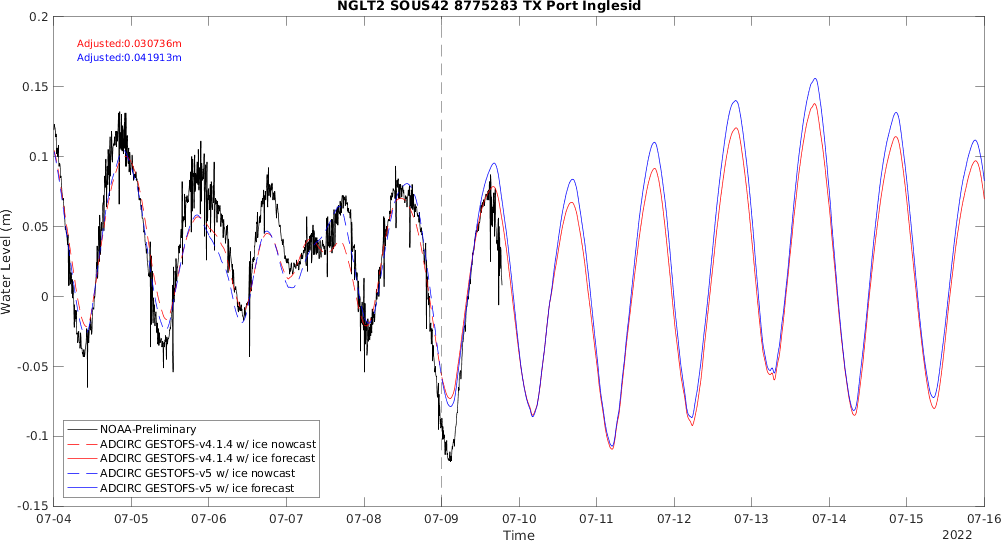 NGLT2 SOUS42 8775283 TX Port Inglesid
Adjusted:0.030736m
Adjusted:0.041913m
Water Level (m)
0.2
0.15
0.1
0.05
0
-0.05
-0.1
-0.15
NOAA-Preliminary
ADCIRC GESTOFS-v4.1.4 w/ ice nowcast
ADCIRC GESTOFS-v4.1.4 w/ ice forecast
ADCIRC GESTOFS-v5 w/ ice nowcast
ADCIRC GESTOFS-v5 w/ ice forecast
07-04 07-05 07-06 07-07 07-08 07-09 07-10 07-11 07-12 07-13 07-14 07-15 07-16
Time
2022